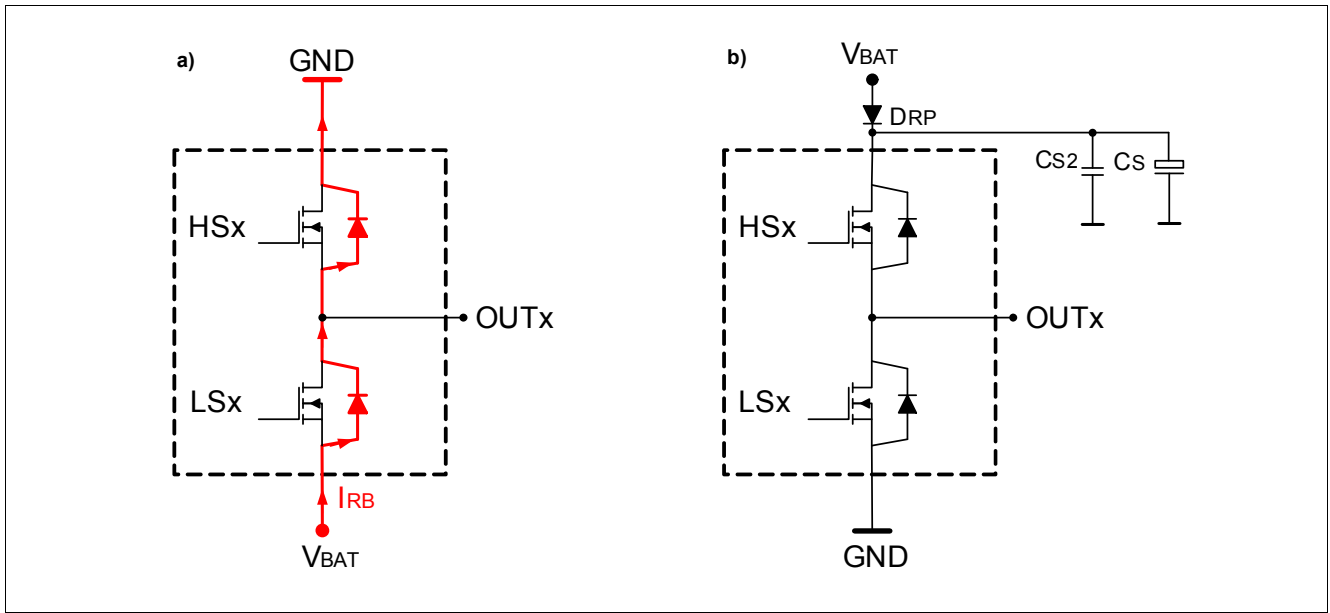 a)
GND
HSx
OUTx
LSx
IRB
VBAT
b)
VBAT
DRP
CS2
CS
HSx
OUTx
LSx
GND